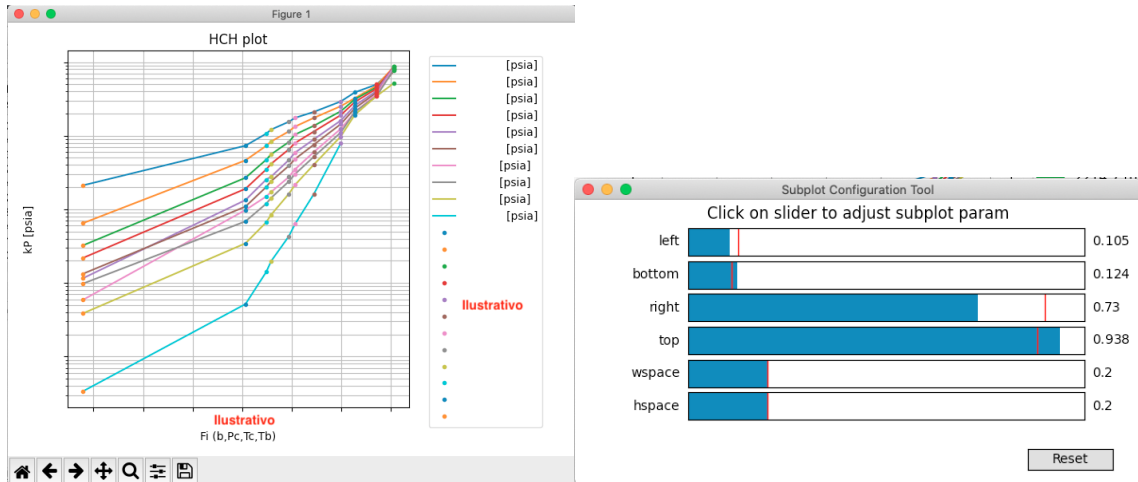 Figure 1
HCH plot
kP [psia]
[psia]
[psia]
[psia]
[psia]
[psia]
[psia]
[psia]
[psia]
[psia]
[psia]
Ilustrativo
Ilustrativo
Fi (b,Pc,Tc,Tb)
Subplot Configuration Tool
Click on slider to adjust subplot param
left 0.105
bottom 0.124
right 0.73
top 0.938
wspace 0.2
hspace 0.2
Reset